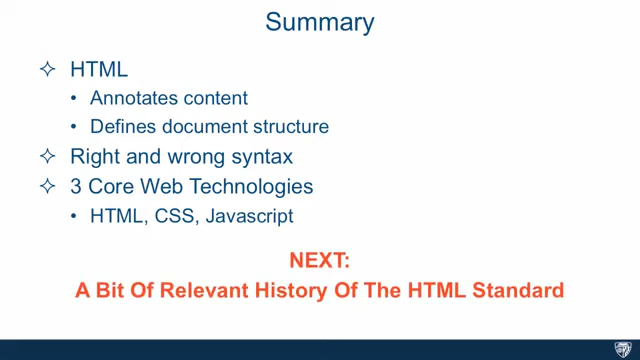 Summary
HTML
• Annotates content
• Defines document structure
Right and wrong syntax
3 Core Web Technologies
• HTML, CSS, Javascript
NEXT:
A Bit Of Relevant History Of The HTML Standard